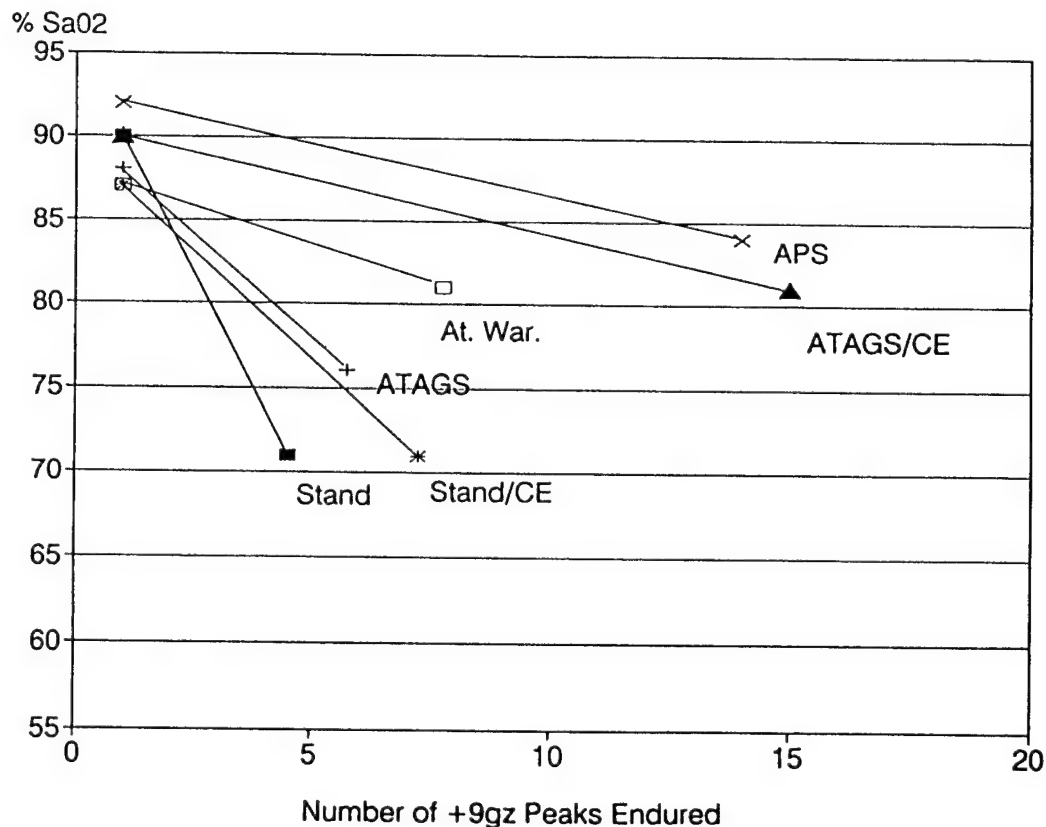 % Sa02
95
90
85
80
75
70
65
60
55
APS
At. War.
ATAGS/CE
ATAGS
Stand
Stand/CE
0
5
10
15
20
Number of +9gz Peaks Endured